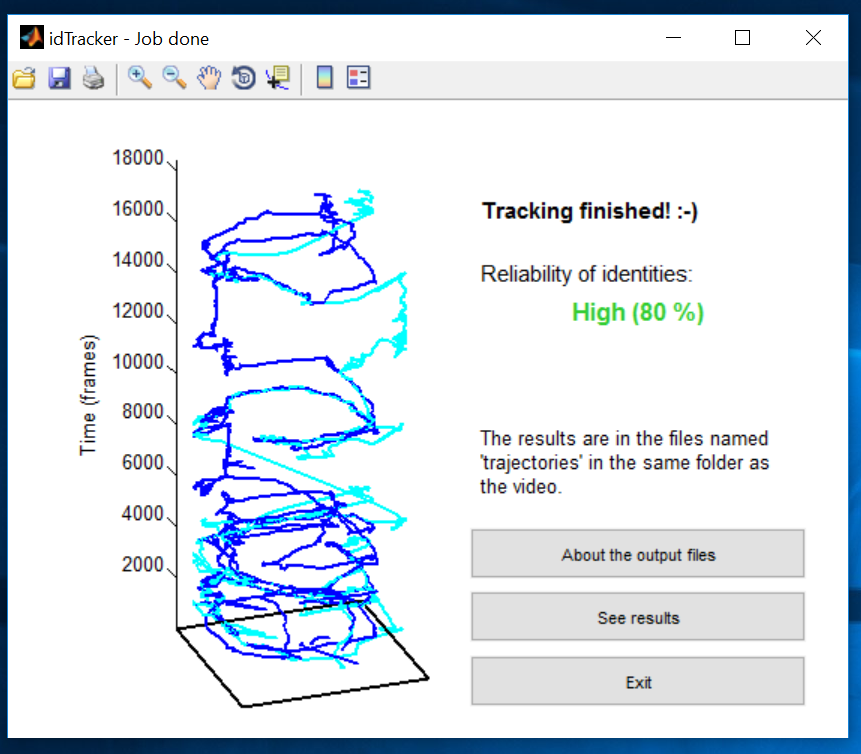 idTracker - Job done
18000
16000
14000
12000
10000
8000
6000
4000
2000
Time (frames)
Tracking finished! :-)
Reliability of identities:
High (80 %)
The results are in the files named
'trajectories' in the same folder as
the video.
About the output files
See results
Exit